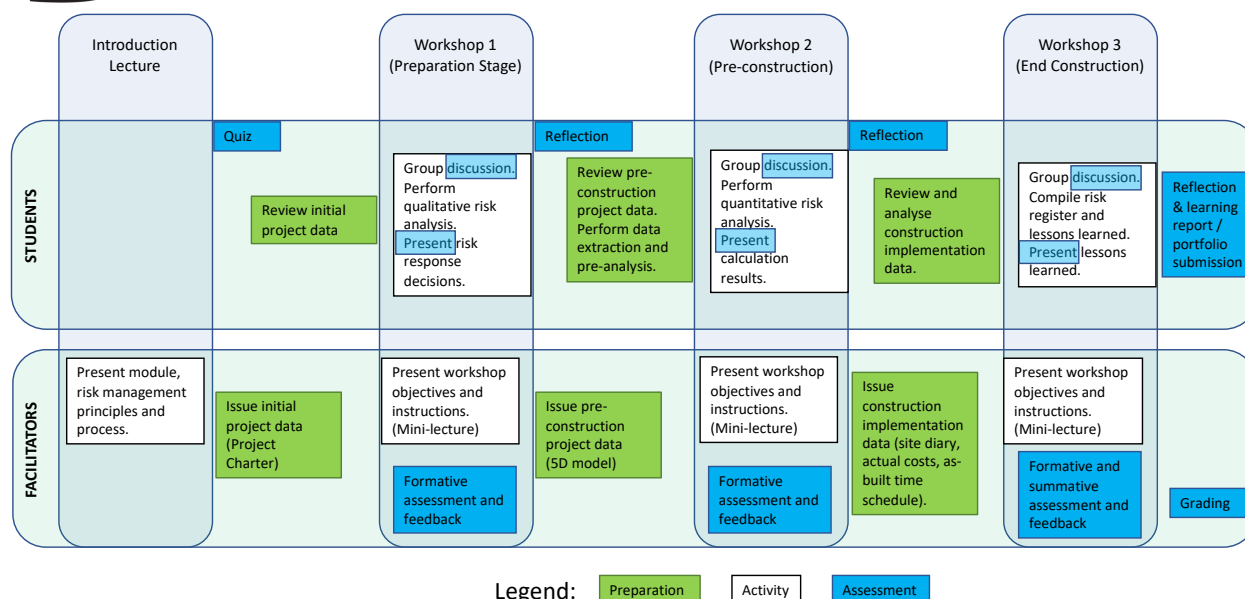 Introduction
Lecture
Workshop 1
(Preparation Stage)
Workshop 2
(Pre-construction)
Workshop 3
(End Construction)
STUDENTS
Quiz
Review initial
project data
Group discussion.
Perform
qualitative risk
analysis.
Present risk
response
decisions.
Reflection
Review pre-
construction
project data.
Perform data
extraction and
pre-analysis.
Group discussion.
Perform
quantitative risk
analysis.
Present
calculation
results.
Reflection
Review and
analyse
construction
implementation
data.
Group discussion.
Compile risk
register and
lessons learned.
Present lessons
learned.
Reflection
& learning
report /
portfolio
submission
FACILITATORS
Present module,
risk management
principles and
process.
Issue initial
project data
(Project
Charter)
Present workshop
objectives and
instructions.
(Mini-lecture)
Formative
assessment and
feedback
Issue pre-
construction
project data
(5D model)
Present workshop
objectives and
instructions.
(Mini-lecture)
Formative
assessment and
feedback
Issue
construction
implementation
data (site diary,
actual costs, as-
built time
schedule).
Present workshop
objectives and
instructions.
(Mini-lecture)
Formative and
summative
assessment and
feedback
Grading
Legend:
Preparation
Activity
Assessment